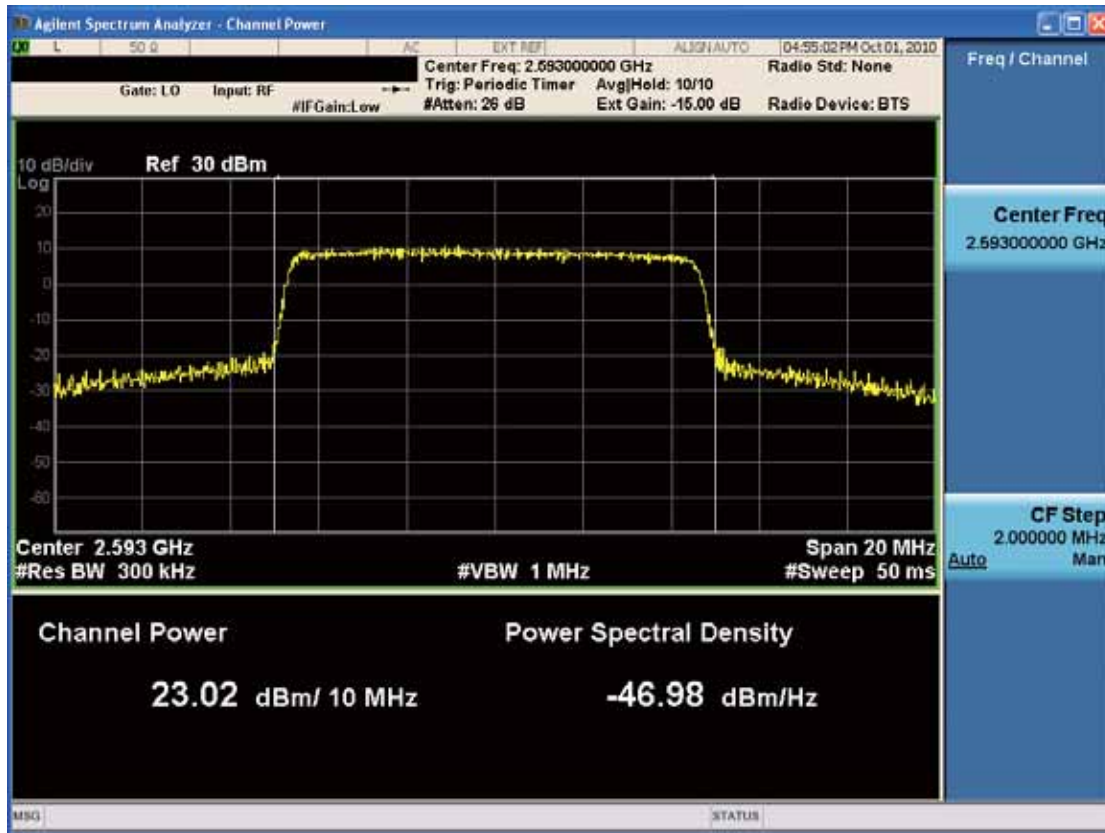 Agilent Spectrum Analyzer - Channel Power
L 50 Ω AC EXT REF ALIGN AUTO 04:55:02 PM Oct 01, 2010
Center Freq: 2.593000000 GHz Radio Std: None
Gate: LO Input: RF Trig: Periodic Timer Avg|Hold: 10/10
#IFGain:Low #Atten: 26 dB Ext Gain: -15.00 dB Radio Device: BTS
10 dB/div Ref 30 dBm
Log
20
10
0
-10
-20
-30
-40
-50
-60
Center 2.593 GHz Span 20 MHz
#Res BW 300 kHz #VBW 1 MHz #Sweep 50 ms
Channel Power Power Spectral Density
23.02 dBm/ 10 MHz -46.98 dBm/Hz
MSG STATUS
Freq / Channel
Center Freq
2.593000000 GHz
CF Step
2.000000 MHz
Auto Man